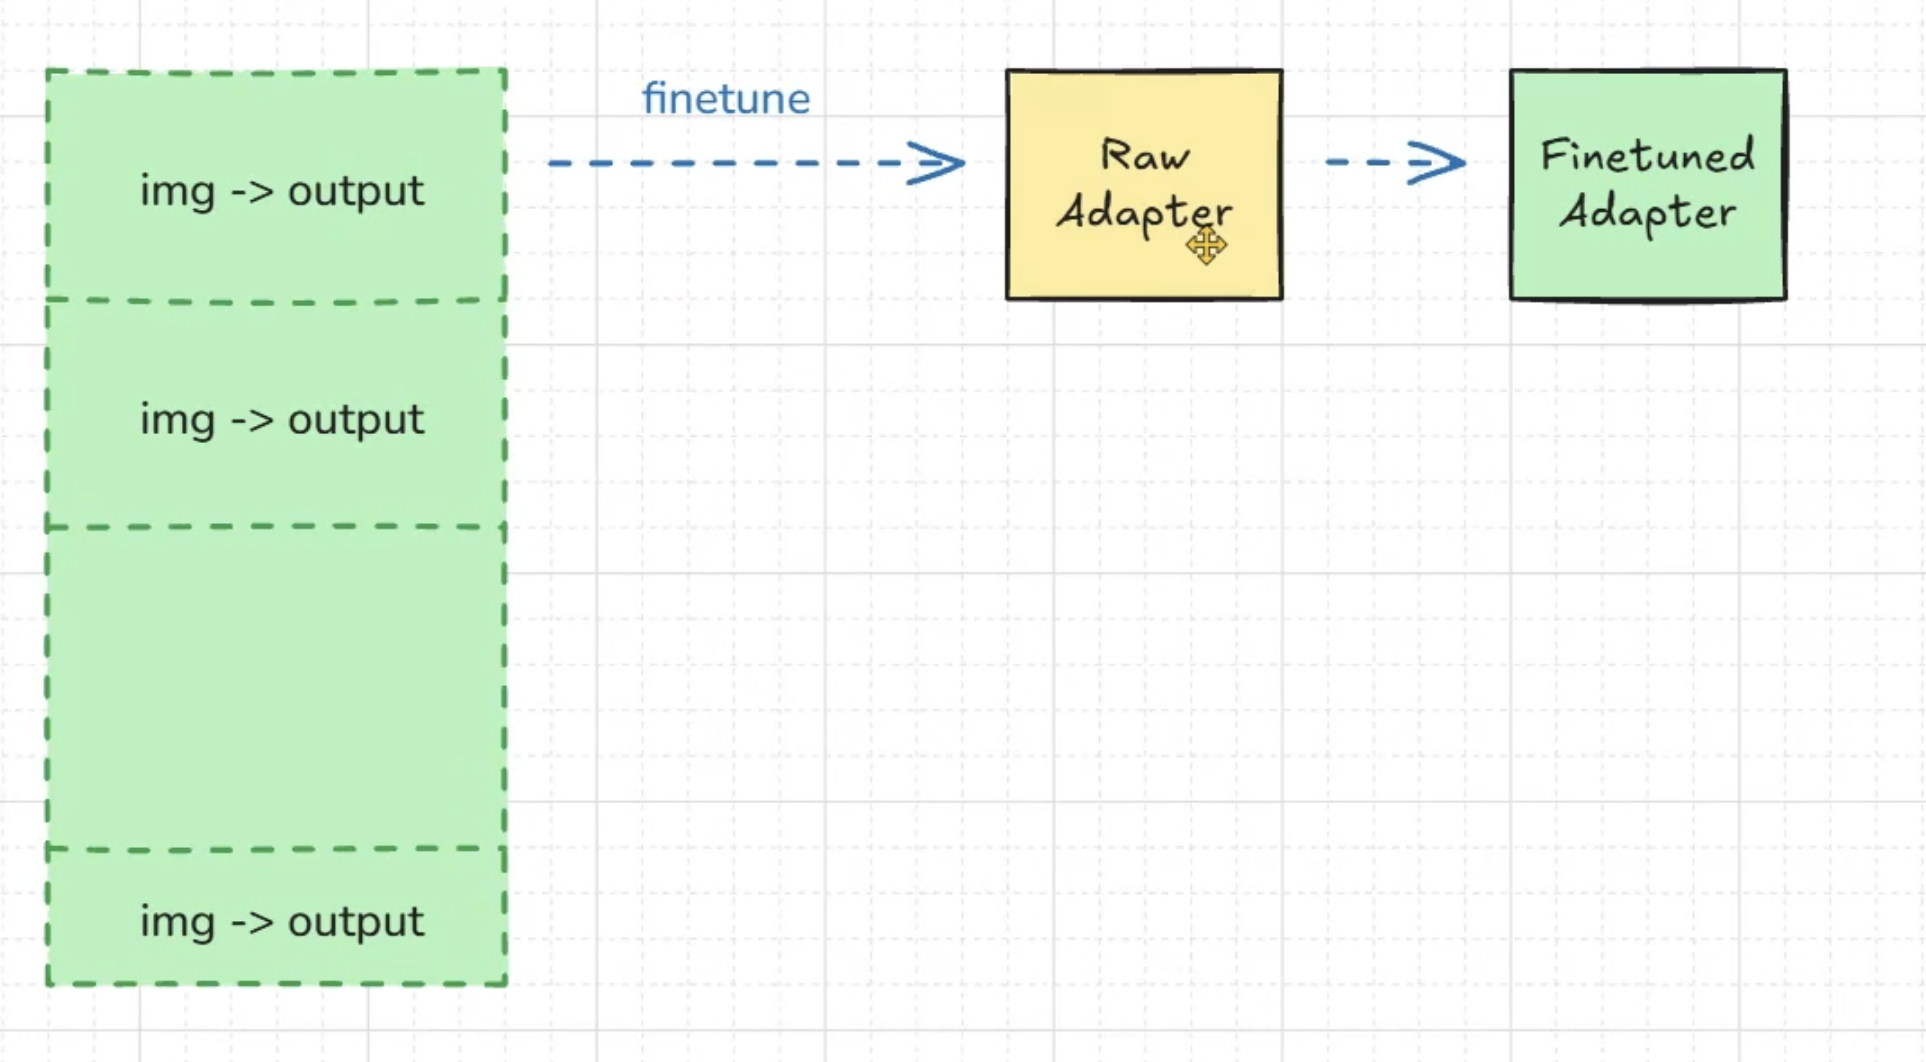 finetune
Raw
Adapter
Finetuned
Adapter
img -> output
img -> output
img -> output